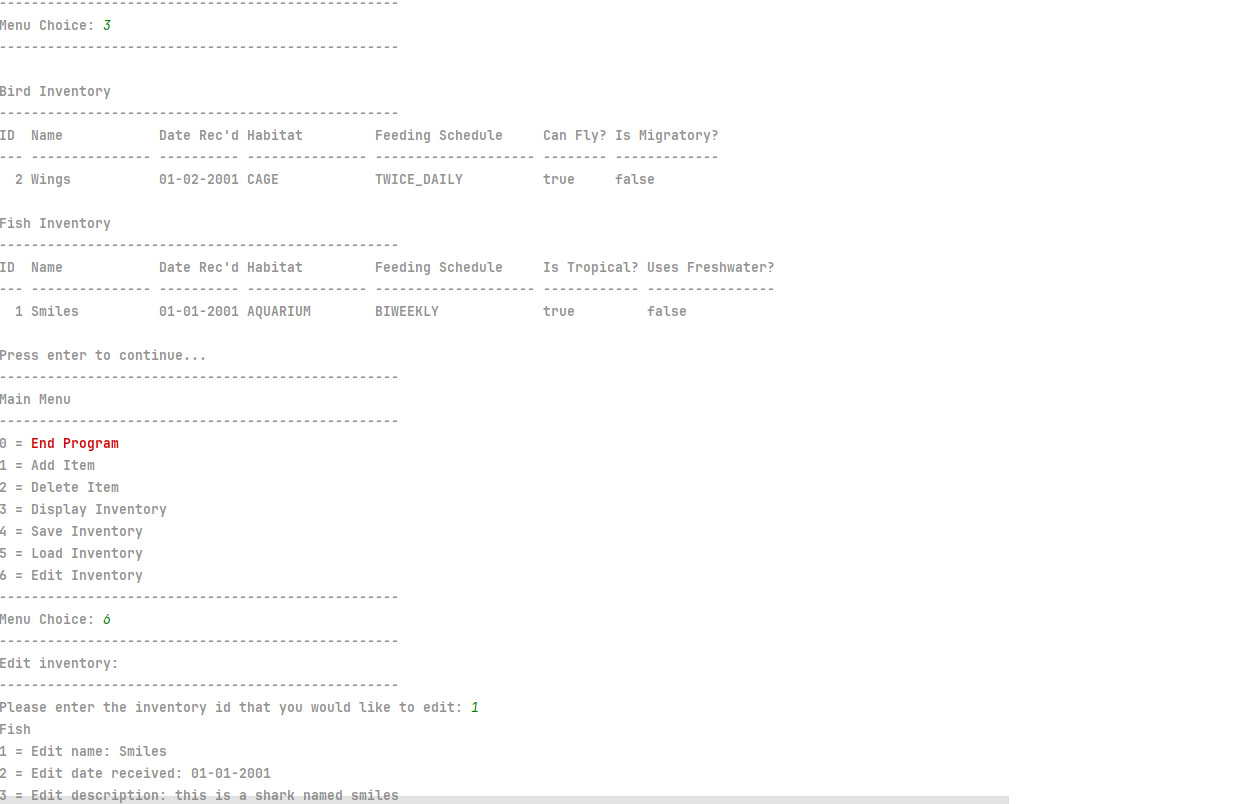 --------------------------------------------------
Menu Choice: 3
--------------------------------------------------
Bird Inventory
--------------------------------------------------
ID  Name            Date Rec'd Habitat         Feeding Schedule     Can Fly? Is Migratory?
--- --------------- ---------- --------------- -------------------- -------- -------------
  2 Wings           01-02-2001 CAGE            TWICE_DAILY          true     false
Fish Inventory
--------------------------------------------------
ID  Name            Date Rec'd Habitat         Feeding Schedule     Is Tropical? Uses Freshwater?
--- --------------- ---------- --------------- -------------------- ------------ ----------------
  1 Smiles          01-01-2001 AQUARIUM        BIWEEKLY             true         false
Press enter to continue...
--------------------------------------------------
Main Menu
--------------------------------------------------
0 = End Program
1 = Add Item
2 = Delete Item
3 = Display Inventory
4 = Save Inventory
5 = Load Inventory
6 = Edit Inventory
--------------------------------------------------
Menu Choice: 6
--------------------------------------------------
Edit inventory:
--------------------------------------------------
Please enter the inventory id that you would like to edit: 1
Fish
1 = Edit name: Smiles
2 = Edit date received: 01-01-2001
3 = Edit description: this is a shark named smiles